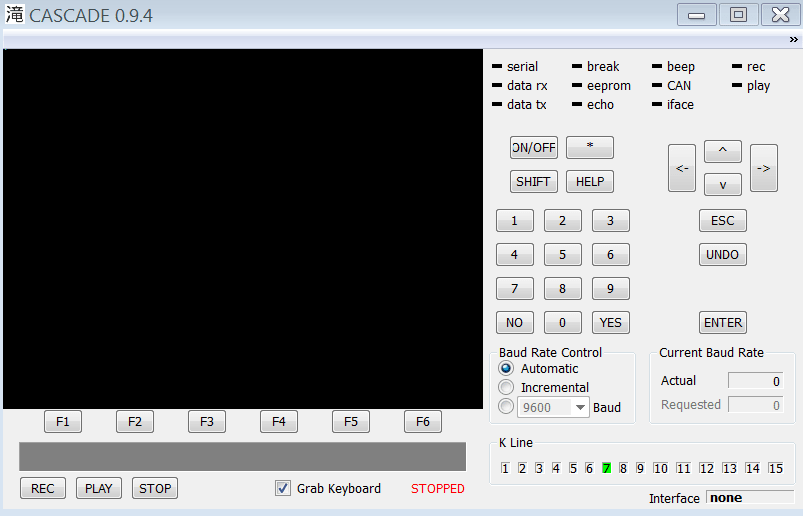 滝 CASCADE 0.9.4
»
serial break beep rec
data rx eeprom CAN play
data tx echo iface
ON/OFF *
<- ^ ->
v
SHIFT HELP
1 2 3 ESC
4 5 6 UNDO
7 8 9
NO 0 YES ENTER
Baud Rate Control
Automatic
Incremental
9600 Baud
Current Baud Rate
Actual 0
Requested 0
F1 F2 F3 F4 F5 F6
K Line
1 2 3 4 5 6 7 8 9 10 11 12 13 14 15
REC PLAY STOP Grab Keyboard STOPPED
Interface none